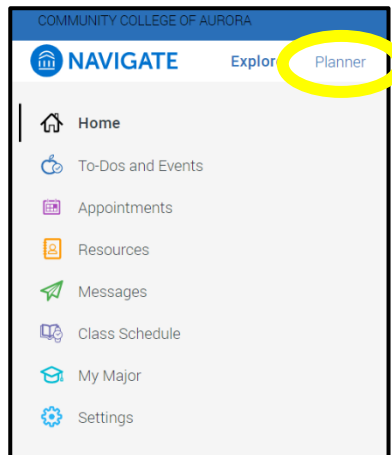 COMMUNITY COLLEGE OF AURORA
NAVIGATE Explor Planner
Home
To-Dos and Events
Appointments
Resources
Messages
Class Schedule
My Major
Settings